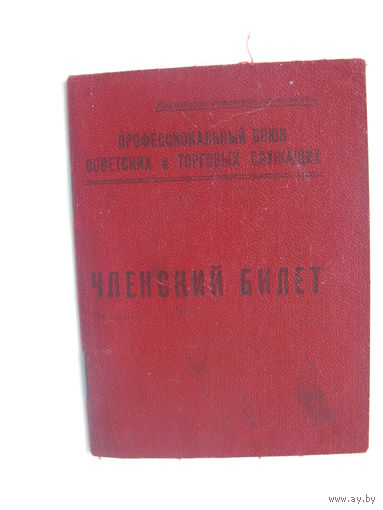 ПРОФЕССИОНАЛЬНЫЙ СОЮЗ
СОВЕТСКИХ и ТОРГОВЫХ СЛУЖАЩИХ
ЧЛЕНСКИЙ БИЛЕТ
www.ay.by